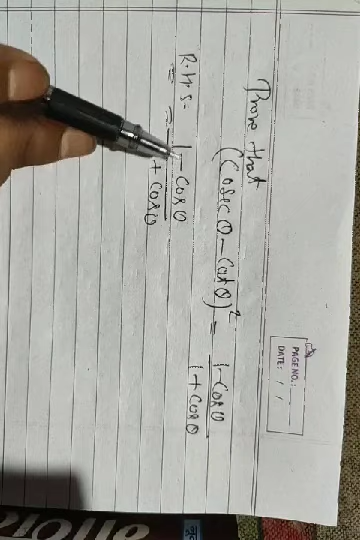 PAGE NO.:
DATE: / /
Prove that
(Cosec θ - Cot θ)² = 1 - Cos θ / 1 + Cos θ
R.H.S = 1 - Cos θ / 1 + Cos θ